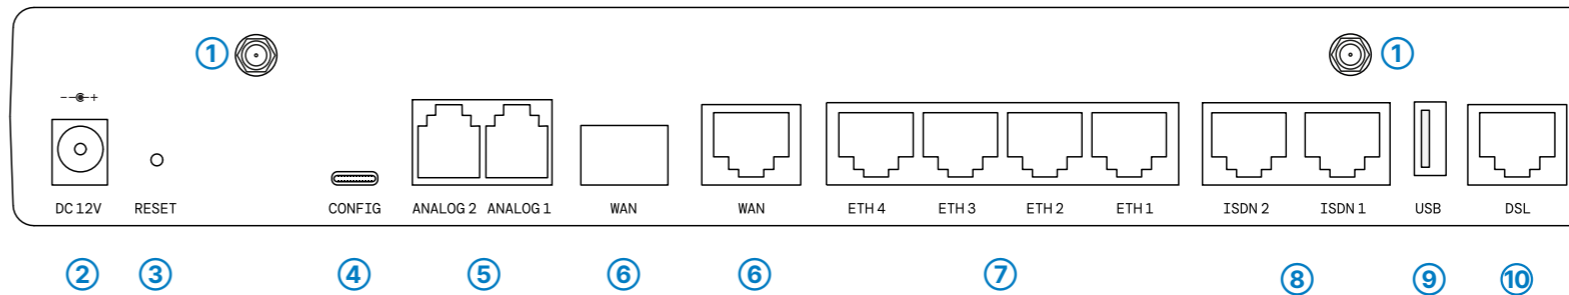 ① ①
DC 12V RESET CONFIG ANALOG 2 ANALOG 1 WAN WAN ETH 4 ETH 3 ETH 2 ETH 1 ISDN 2 ISDN 1 USB DSL
② ③ ④ ⑤ ⑥ ⑥ ⑦ ⑧ ⑨ ⑩